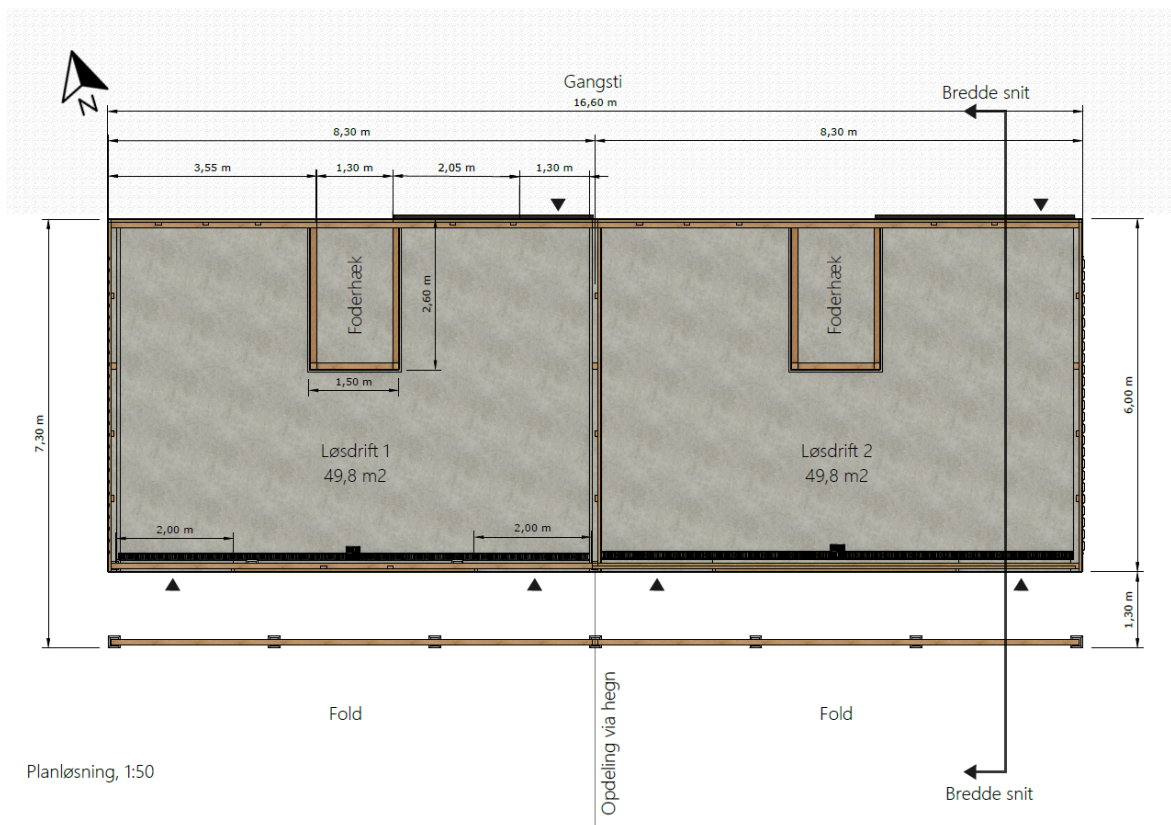 Gangsti
16,60 m
Bredde snit
N
8,30 m
8,30 m
3,55 m
1,30 m
2,05 m
1,30 m
Foderhæk
2,60 m
Foderhæk
1,50 m
7,30 m
6,00 m
Løsdrift 1
49,8 m2
Løsdrift 2
49,8 m2
2,00 m
2,00 m
1,30 m
Fold
Fold
Opdeling via hegn
Planløsning, 1:50
Bredde snit